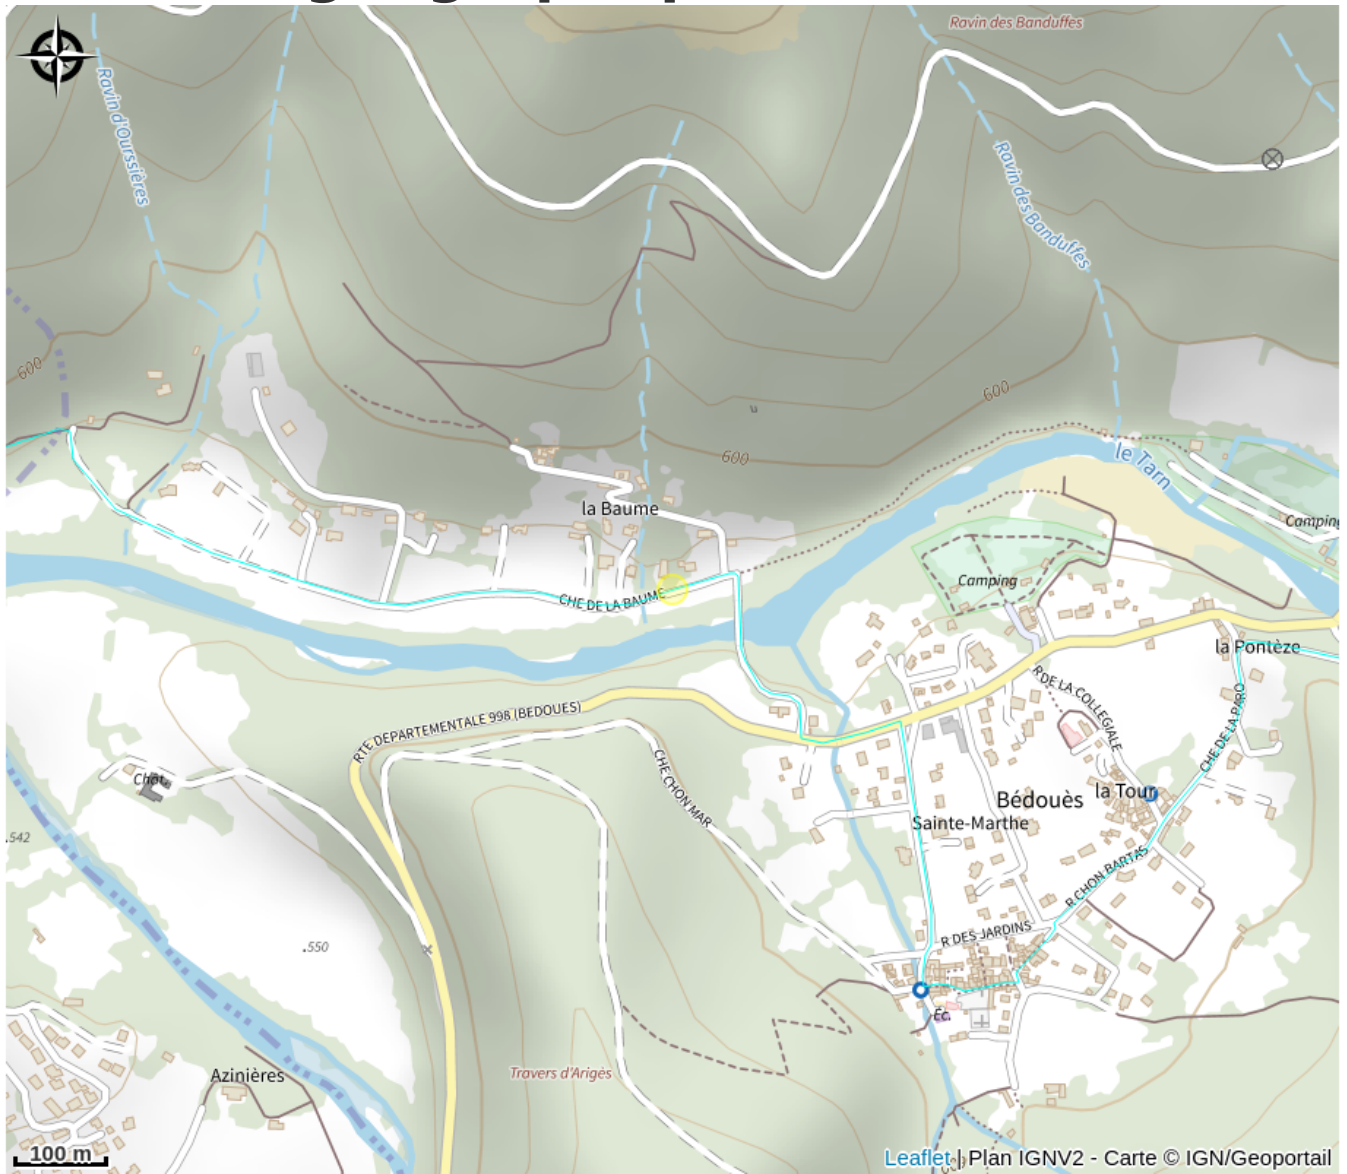 Ravin des Banduffes
Ravin d'Ourssières
Ravin des Banduffes
600
600
600
le Tarn
la Baume
Camping
Camping
CHE DE LA BAUME
la Pontèze
R DE LA COLLEGIALE
CHE DE LA PARO
RTE DEPARTEMENTALE 998 (BEDOUES)
CHE CHON MAR
Chât.
la Tour
Bédouès
Sainte-Marthe
.542
R CHON BARTAS
R DES JARDINS
.550
Éc.
Travers d'Arigès
Azinières
100 m
Leaflet | Plan IGNV2 - Carte © IGN/Geoportail